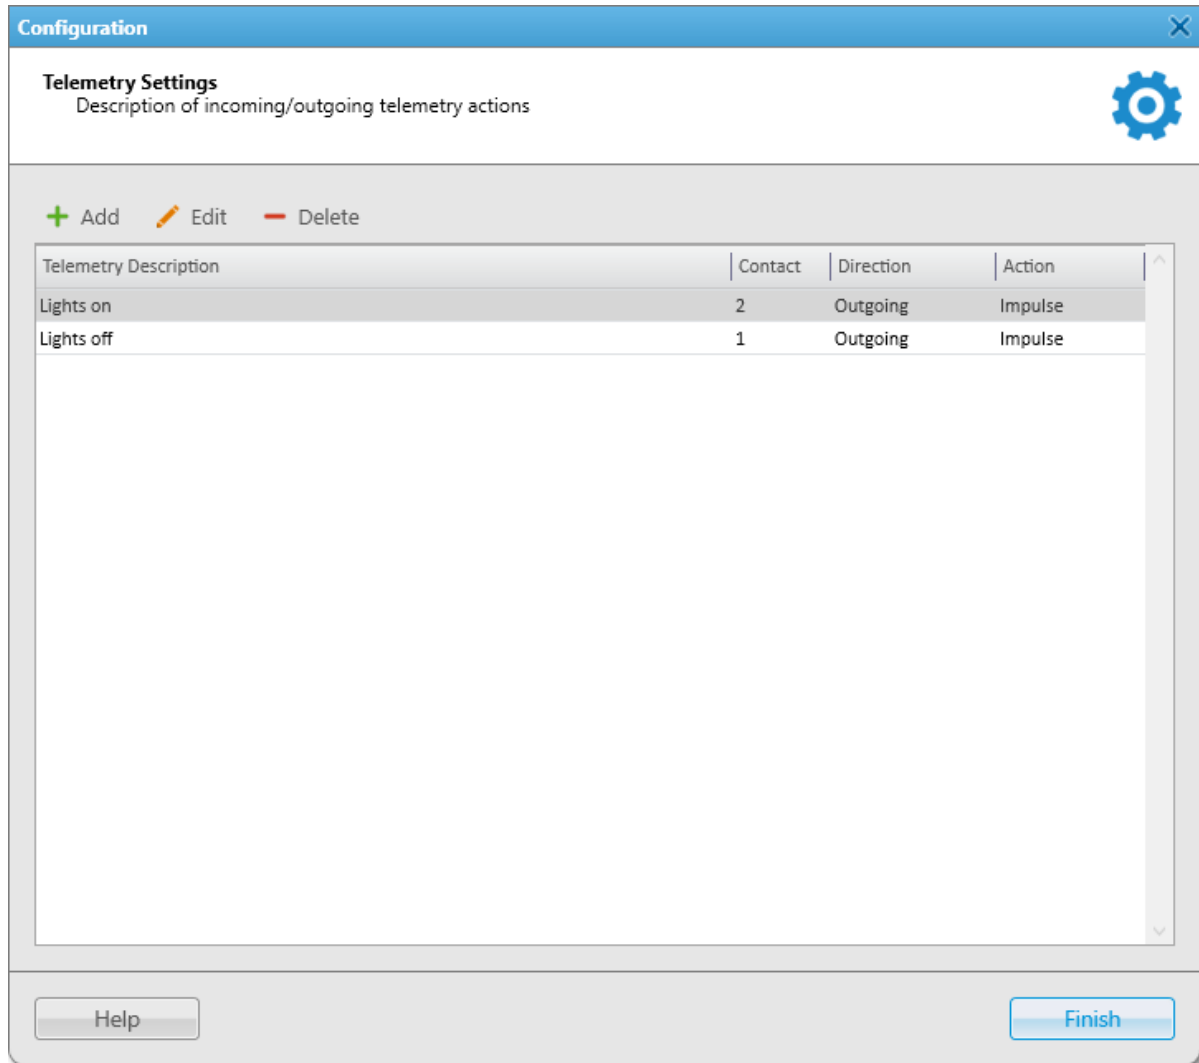 Configuration
Telemetry Settings
Description of incoming/outgoing telemetry actions
Add Edit Delete
Telemetry Description Contact Direction Action
Lights on 2 Outgoing Impulse
Lights off 1 Outgoing Impulse
Help Finish